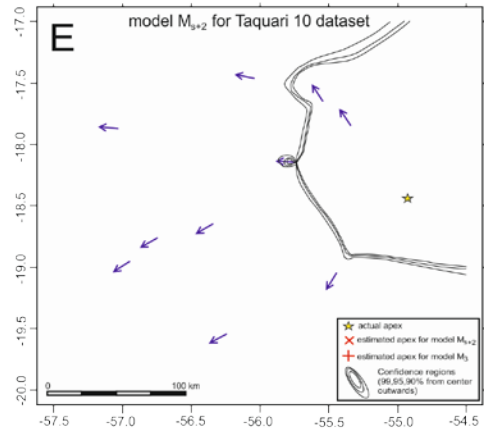 E
model Ms+2 for Taquari 10 dataset
-17.0
-17.5
-18.0
-18.5
-19.0
-19.5
-20.0
actual apex
estimated apex for model Ms+2
estimated apex for model M3
Confidence regions
(99,95,90% from center
outwards)
100 km
-57.5 -57.0 -56.5 -56.0 -55.5 -55.0 -54.5